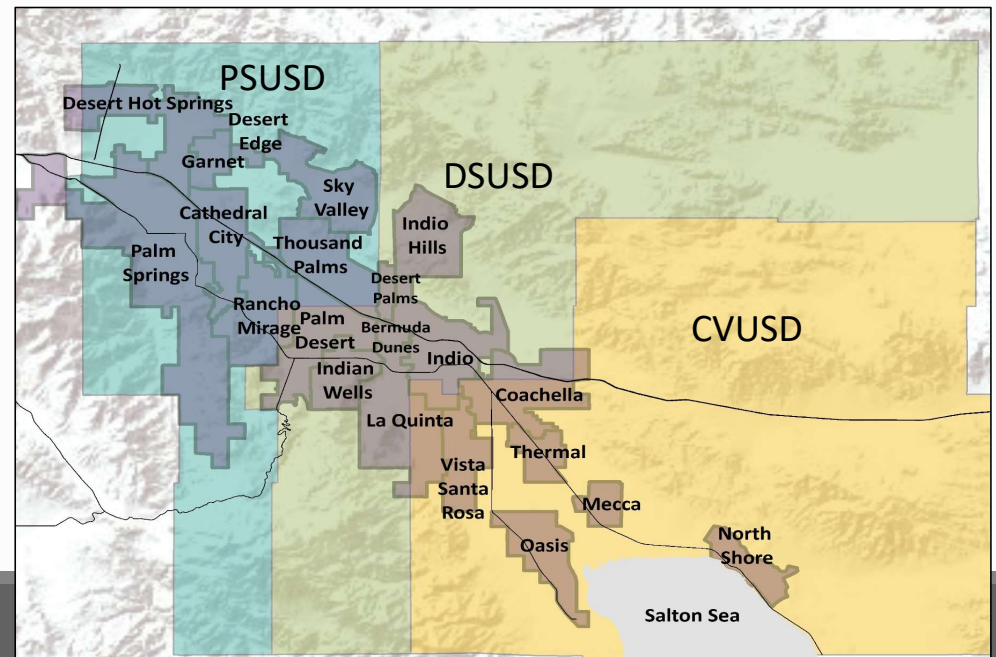 PSUSD
Desert Hot Springs
Desert
Edge
Garnet
DSUSD
Sky
Valley
Cathedral
City
Indio
Hills
Palm
Springs
Thousand
Palms
Desert
Palms
Rancho
Mirage
Palm
Desert
Bermuda
Dunes
CVUSD
Indio
Indian
Wells
Coachella
La Quinta
Thermal
Vista
Santa
Rosa
Mecca
Oasis
North
Shore
Salton Sea